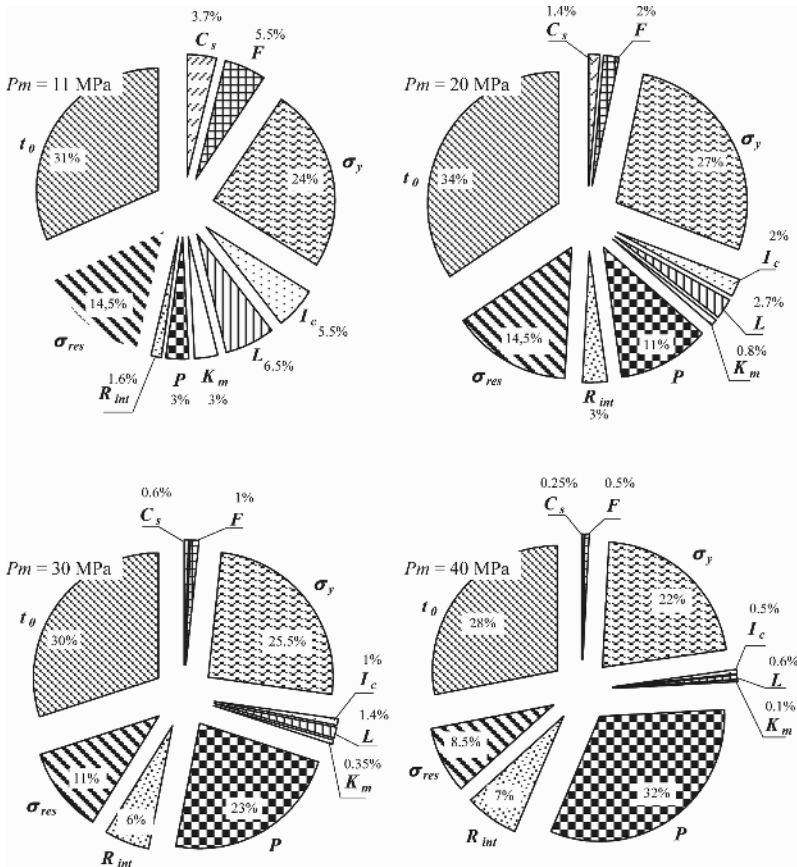 3.7%
C s
5.5%
F
Pm = 11 MPa
t 0
31%
σ y
24%
I c
5.5%
L
6.5%
K m
3%
P
3%
1.6%
R int
14,5%
σ res
1.4%
C s
2%
F
Pm = 20 MPa
t 0
34%
σ y
27%
2%
I c
2.7%
L
0.8%
K m
11%
P
R int
3%
14,5%
σ res
0.6%
C s
1%
F
Pm = 30 MPa
t 0
30%
σ y
25.5%
1%
I c
1.4%
L
0.35%
K m
23%
P
6%
R int
11%
σ res
0.25%
C s
0.5%
F
Pm = 40 MPa
t 0
28%
σ y
22%
0.5%
I c
0.6%
L
0.1%
K m
32%
P
7%
R int
8.5%
σ res